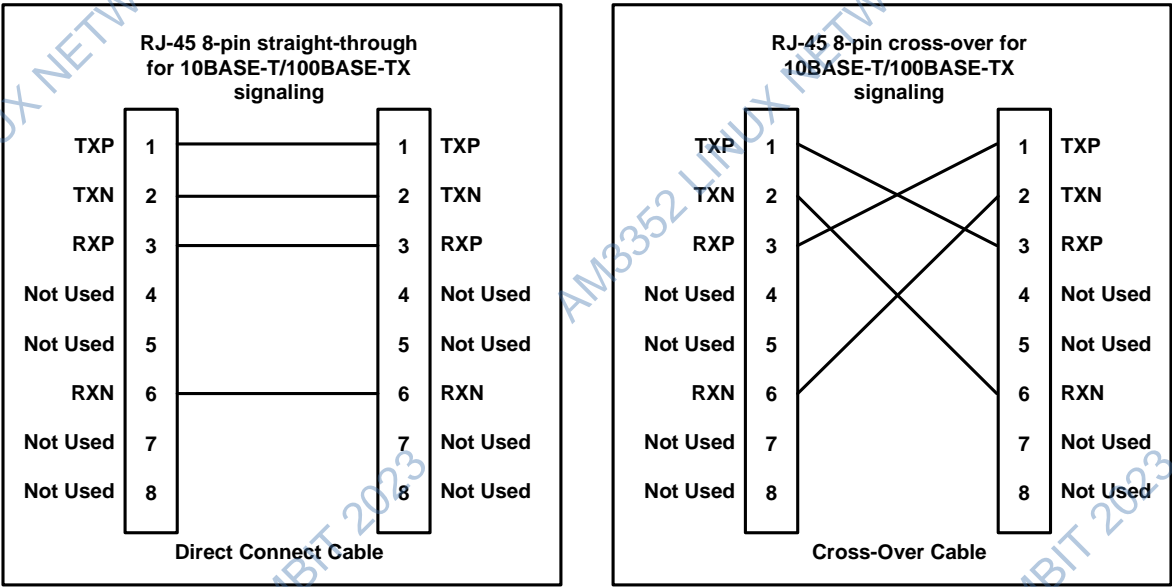 RJ-45 8-pin straight-through
for 10BASE-T/100BASE-TX
signaling
TXP 1 1 TXP
TXN 2 2 TXN
RXP 3 3 RXP
Not Used 4 4 Not Used
Not Used 5 5 Not Used
RXN 6 6 RXN
Not Used 7 7 Not Used
Not Used 8 8 Not Used
Direct Connect Cable
RJ-45 8-pin cross-over for
10BASE-T/100BASE-TX
signaling
TXP 1 1 TXP
TXN 2 2 TXN
RXP 3 3 RXP
Not Used 4 4 Not Used
Not Used 5 5 Not Used
RXN 6 6 RXN
Not Used 7 7 Not Used
Not Used 8 8 Not Used
Cross-Over Cable
AM3352 LINUX NETW
2023
2023